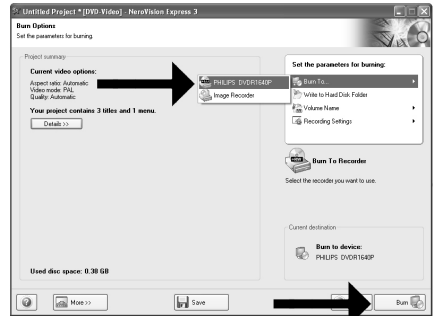 Untitled Project *[DVD-Video] - NeroVision Express 3
Burn Options
Set the parameters for burning.
Project summary
Current video options:
Aspect ratio: Automatic
Video mode: PAL
Quality: Automatic
Your project contains 3 titles and 1 menu.
Details >>
Used disc space: 0.38 GB
PHILIPS DVDR1640P
Image Recorder
Set the parameters for burning:
Burn To...
Write to Hard Disk Folder
Volume Name
Recording Settings
Burn To Recorder
Select the recorder you want to use.
Current destination
Burn to device:
PHILIPS DVDR1640P
More >>
Save
Burn